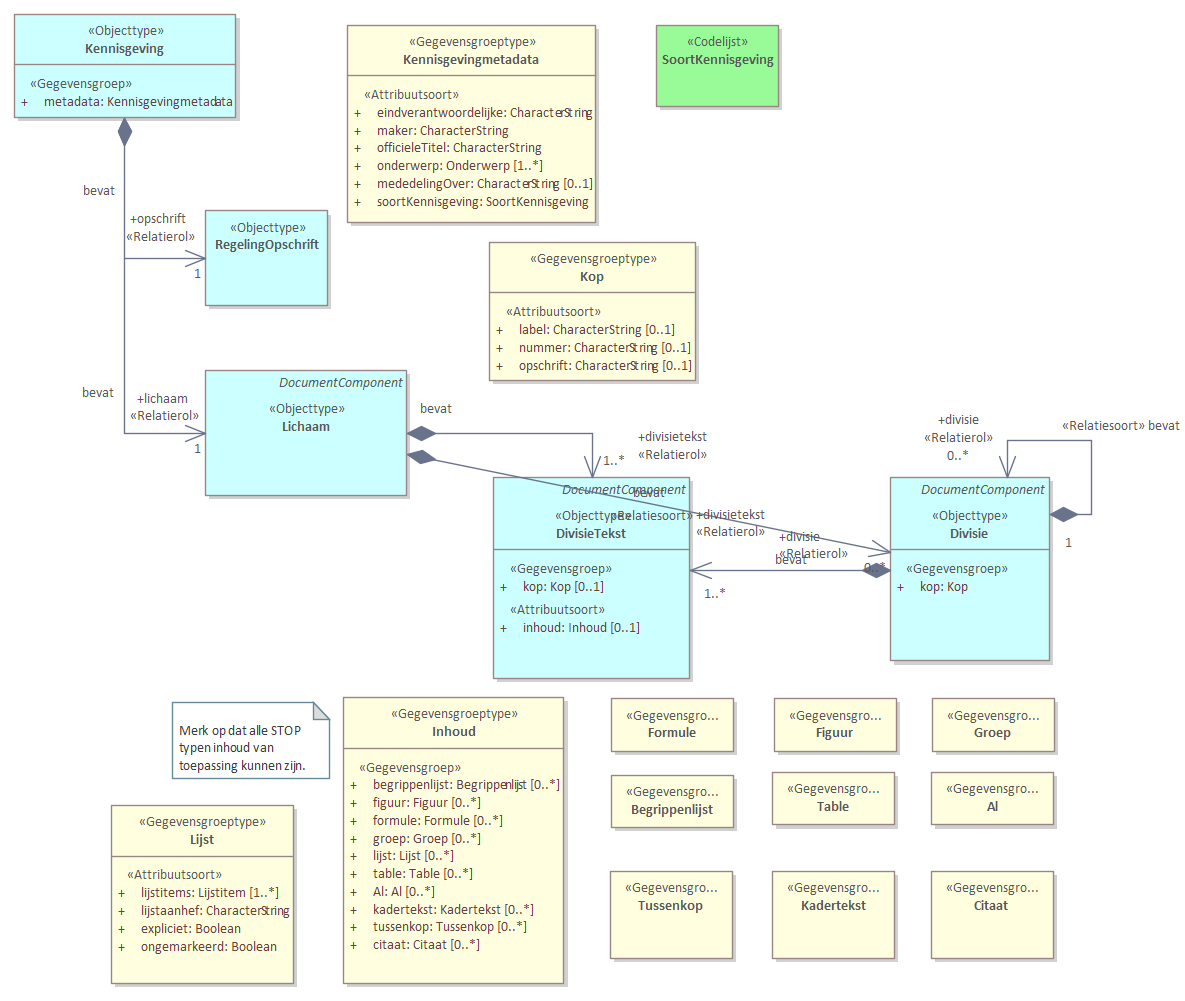 «Objecttype»
Kennisgeving
«Gegevensgroep»
+ metadata: Kennisgevingmetadata
«Gegevensgroeptype»
Kennisgevingmetadata
«Attribuutsoort»
+ eindverantwoordelijke: CharacterString
+ maker: CharacterString
+ officieleTitel: CharacterString
+ onderwerp: Onderwerp [1..*]
+ mededelingOver: CharacterString [0..1]
+ soortKennisgeving: SoortKennisgeving
«Codelijst»
SoortKennisgeving
bevat
+opschrift
«Relatierol»
1
«Objecttype»
RegelingOpschrift
«Gegevensgroeptype»
Kop
«Attribuutsoort»
+ label: CharacterString [0..1]
+ nummer: CharacterString [0..1]
+ opschrift: CharacterString [0..1]
bevat
+lichaam
«Relatierol»
1
DocumentComponent
«Objecttype»
Lichaam
bevat
+divisietekst
«Relatierol»
1..*
+divisie
«Relatierol»
0..*
«Relatiesoort» bevat
1
DocumentComponent
«Objecttype»
DivisieTekst
«Gegevensgroep»
+ kop: Kop [0..1]
«Attribuutsoort»
+ inhoud: Inhoud [0..1]
bevat
«Relatiesoort»
+divisietekst
«Relatierol»
+divisie
«Relatierol»
bevat
0..*
1..*
DocumentComponent
«Objecttype»
Divisie
«Gegevensgroep»
+ kop: Kop
Merk op dat alle STOP
typen inhoud van
toepassing kunnen zijn.
«Gegevensgroeptype»
Lijst
«Attribuutsoort»
+ lijstitems: Lijstitem [1..*]
+ lijstaanhef: CharacterString
+ expliciet: Boolean
+ ongemarkeerd: Boolean
«Gegevensgroeptype»
Inhoud
«Gegevensgroep»
+ begrippenlijst: Begrippenlijst [0..*]
+ figuur: Figuur [0..*]
+ formule: Formule [0..*]
+ groep: Groep [0..*]
+ lijst: Lijst [0..*]
+ table: Table [0..*]
+ Al: Al [0..*]
+ kadertekst: Kadertekst [0..*]
+ tussenkop: Tussenkop [0..*]
+ citaat: Citaat [0..*]
«Gegevensgro...
Formule
«Gegevensgro...
Figuur
«Gegevensgro...
Groep
«Gegevensgro...
Begrippenlijst
«Gegevensgro...
Table
«Gegevensgro...
Al
«Gegevensgro...
Tussenkop
«Gegevensgro...
Kadertekst
«Gegevensgro...
Citaat